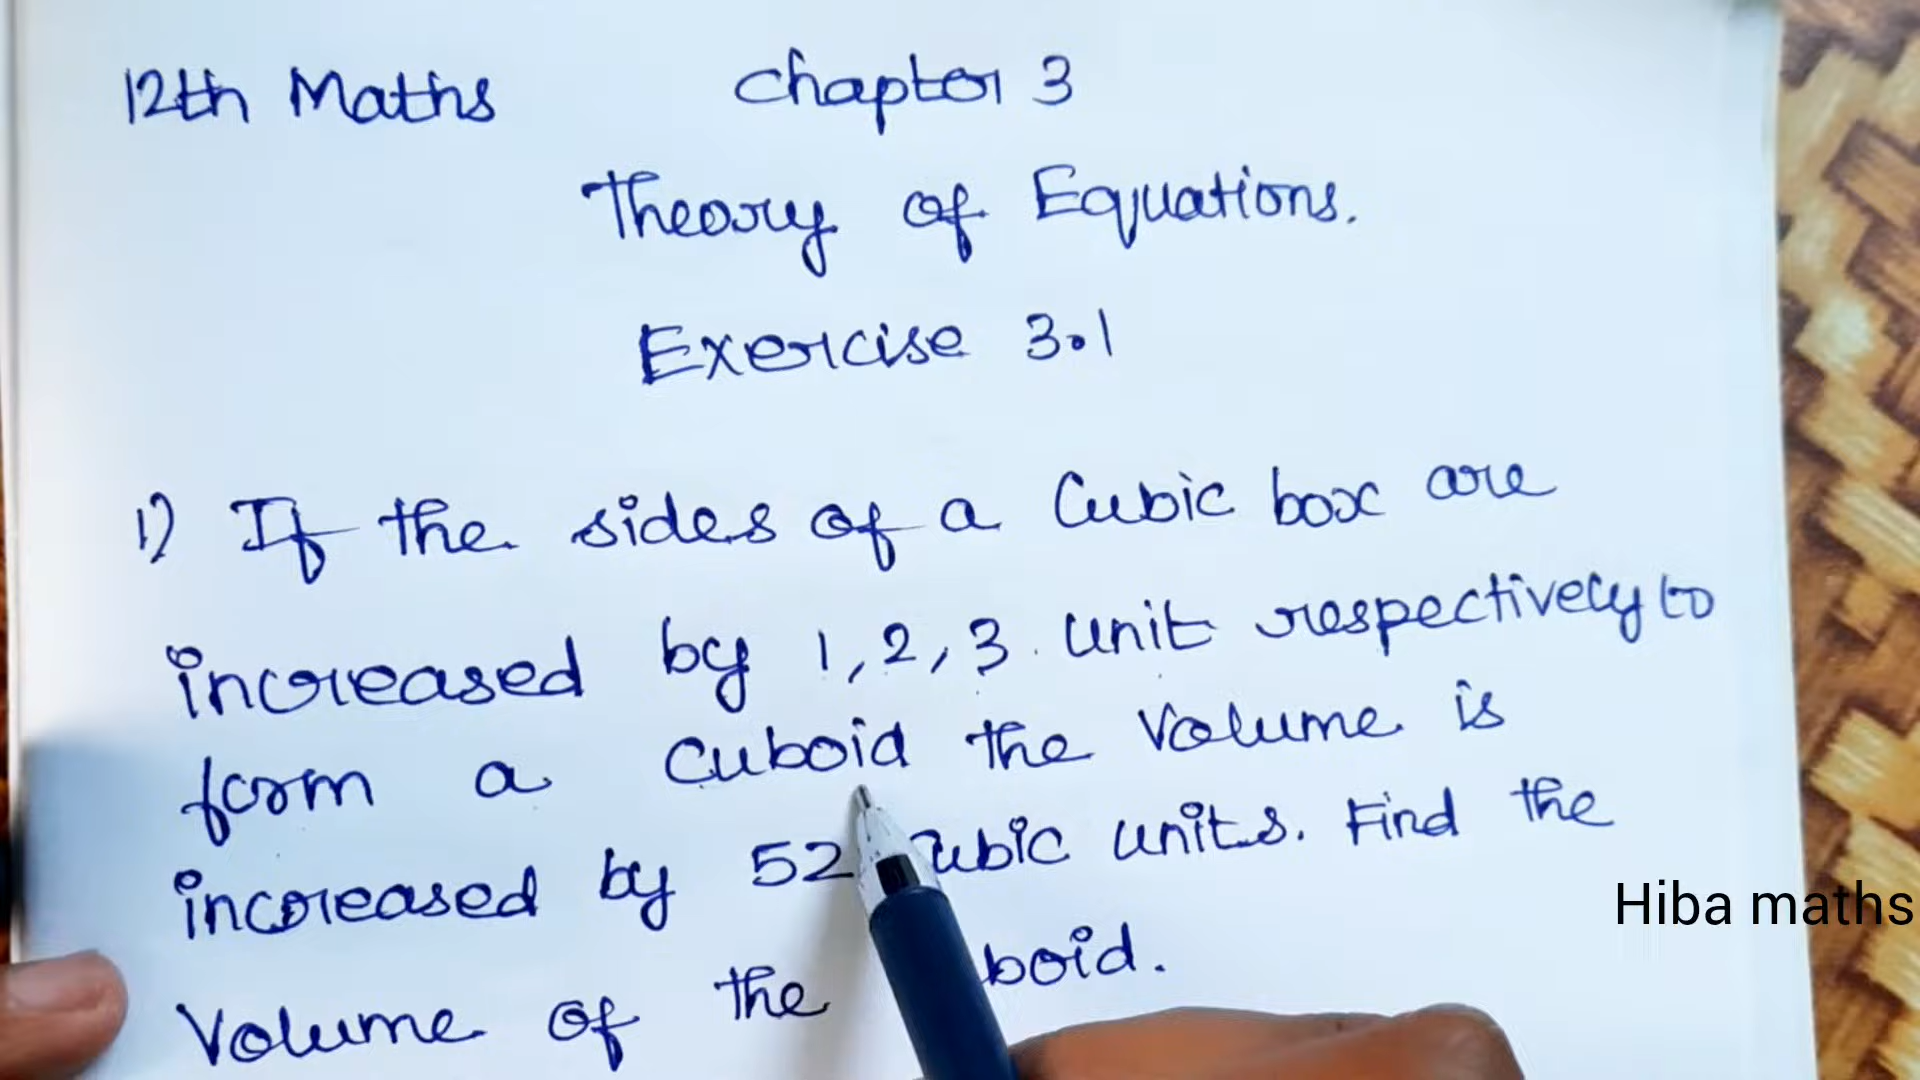 12th Maths Chapter 3
Theory of Equations.
Exercise 3.1
1) If the sides of a Cubic box are
increased by 1, 2, 3 unit respectively to
form a cuboid the volume is
increased by 52 cubic units. Find the
Hiba maths
Volume of the boid.